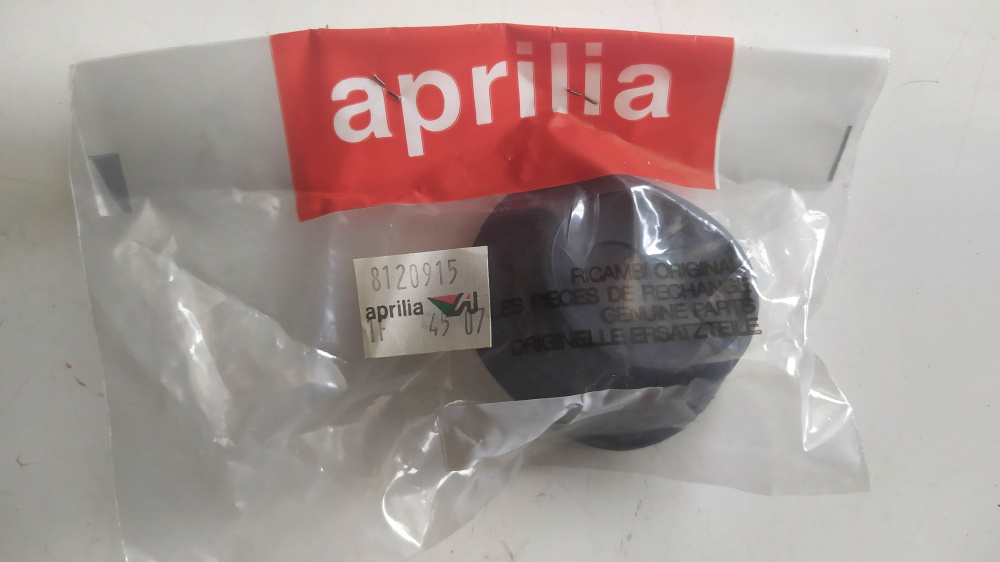 aprilia
8120915
aprilia
1F 45 07
RICAMBI ORIGINALI
LES PIECES DE RECHANGE
GENUINE PARTS
ORIGINELLE ERSATZTEILE